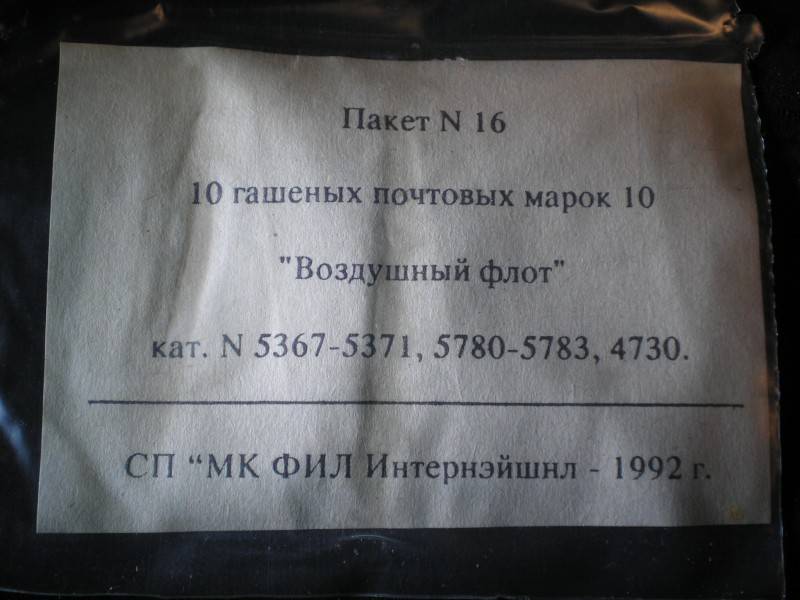 Пакет N 16
10 гашеных почтовых марок 10
"Воздушный флот"
кат. N 5367-5371, 5780-5783, 4730.
СП “МК ФИЛ Интернэйшнл - 1992 г.